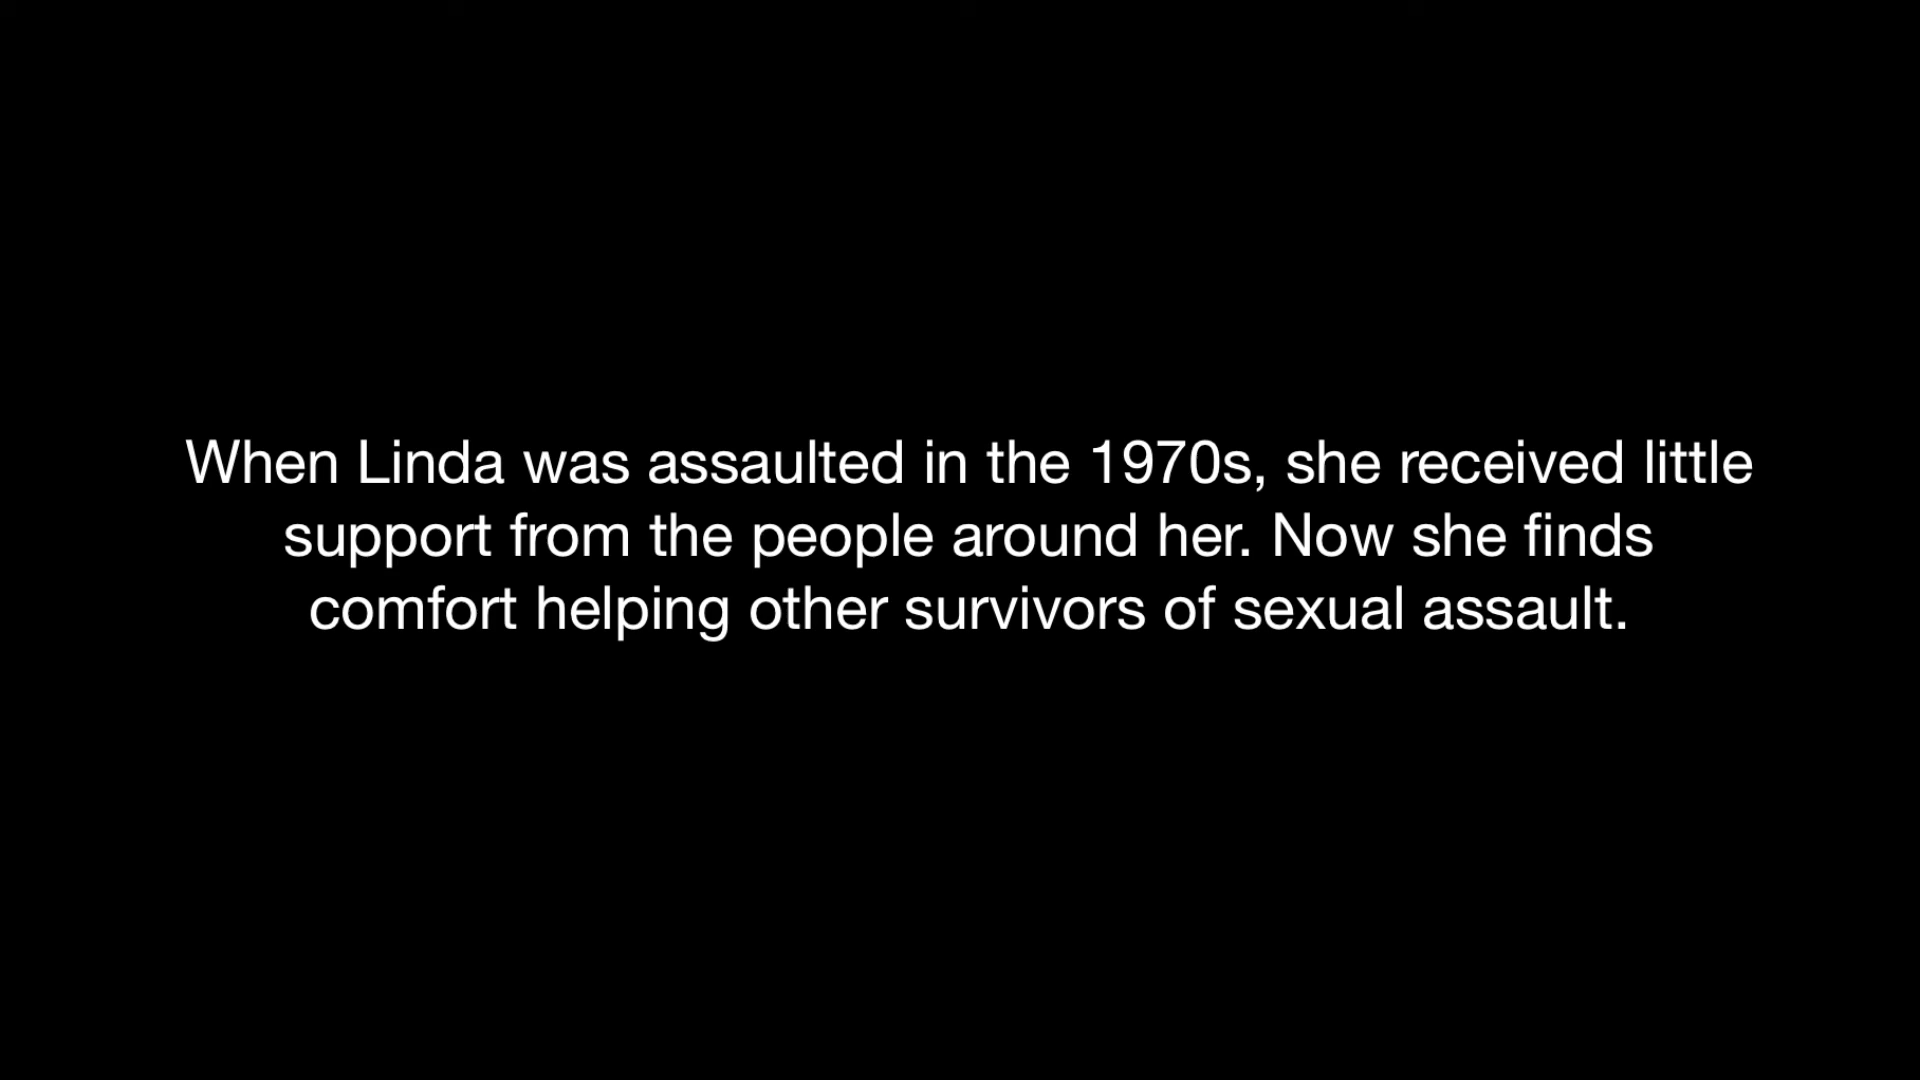 When Linda was assaulted in the 1970s, she received little
support from the people around her. Now she finds
comfort helping other survivors of sexual assault.